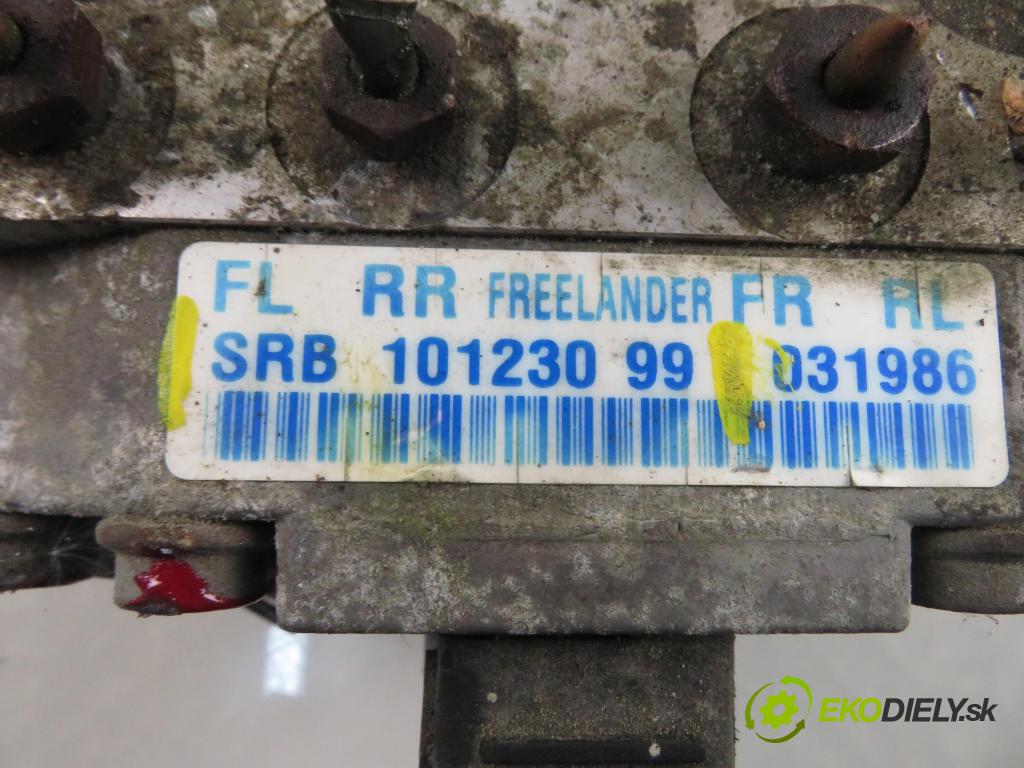 FL RR FREELANDER FR RL
SRB 101230 99 031986
EKODIELY.sk